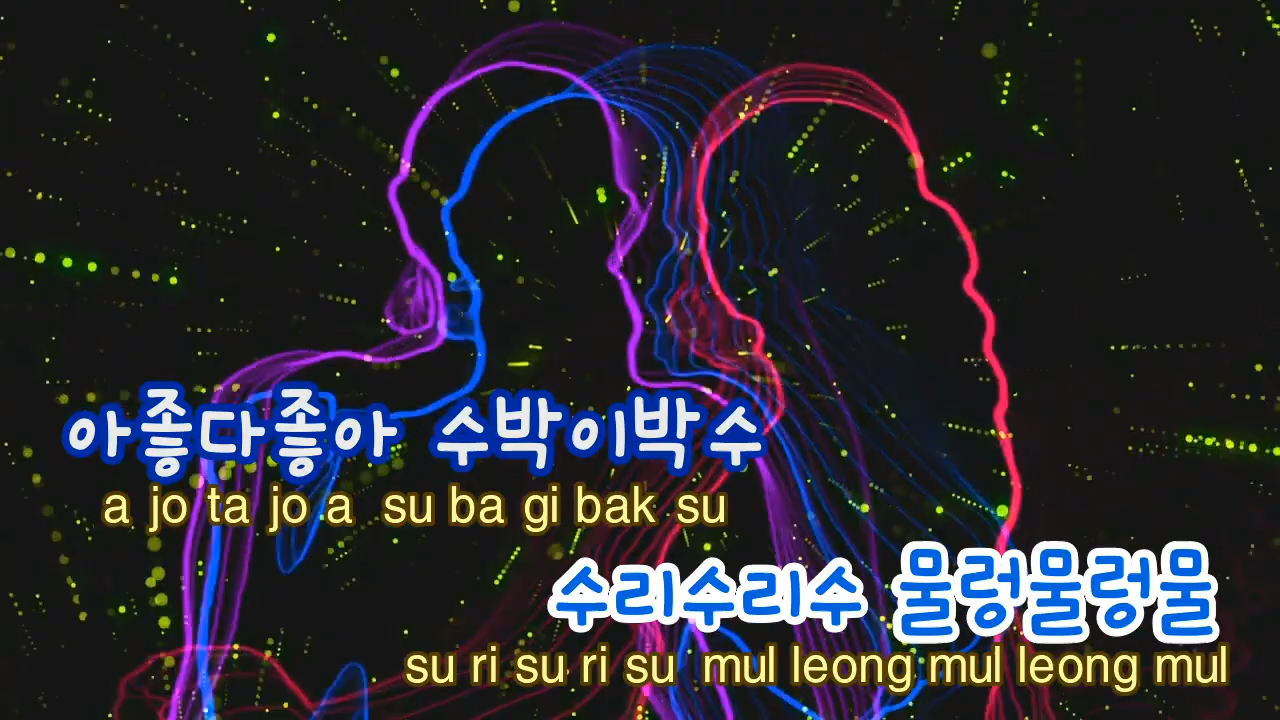 아좋다좋아 수박이박수
a jo ta jo a su ba gi bak su
수리수리수 물렁물렁물
su ri su ri su mul leong mul leong mul